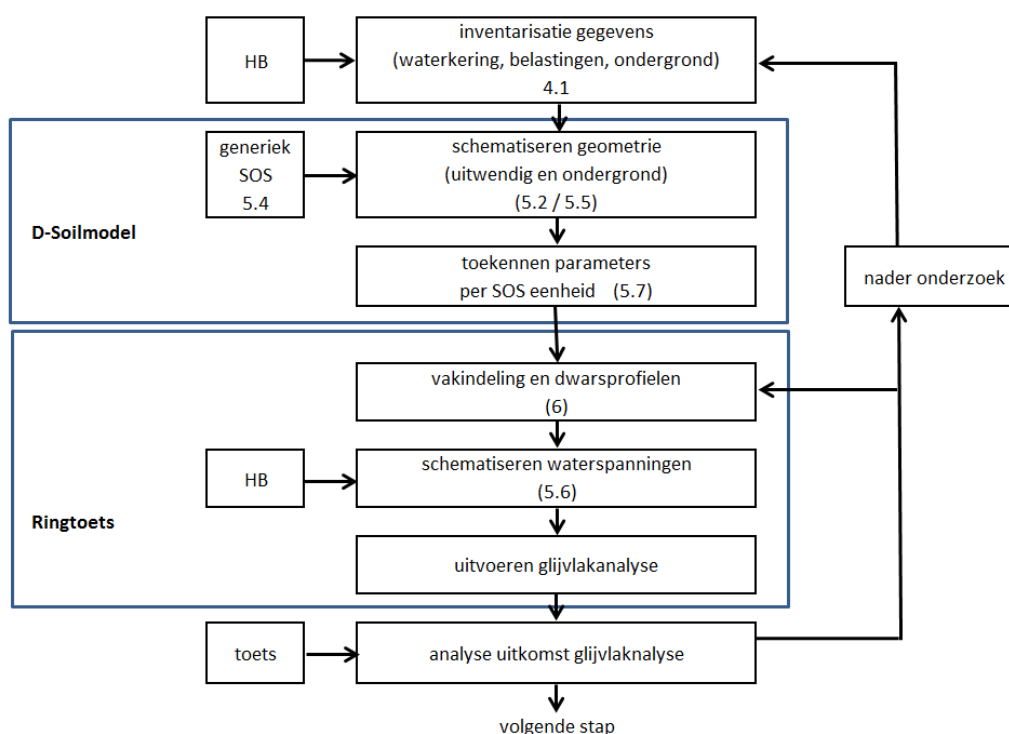 HB
inventarisatie gegevens
(waterkering, belastingen, ondergrond)
4.1
generiek
SOS
5.4
schematiseren geometrie
(uitwendig en ondergrond)
(5.2 / 5.5)
D-Soilmodel
toekennen parameters
per SOS eenheid (5.7)
nader onderzoek
vakindeling en dwarsprofielen
(6)
HB
schematiseren waterspanningen
(5.6)
Ringtoets
uitvoeren glijvlakanalyse
toets
analyse uitkomst glijvlaknalyse
volgende stap